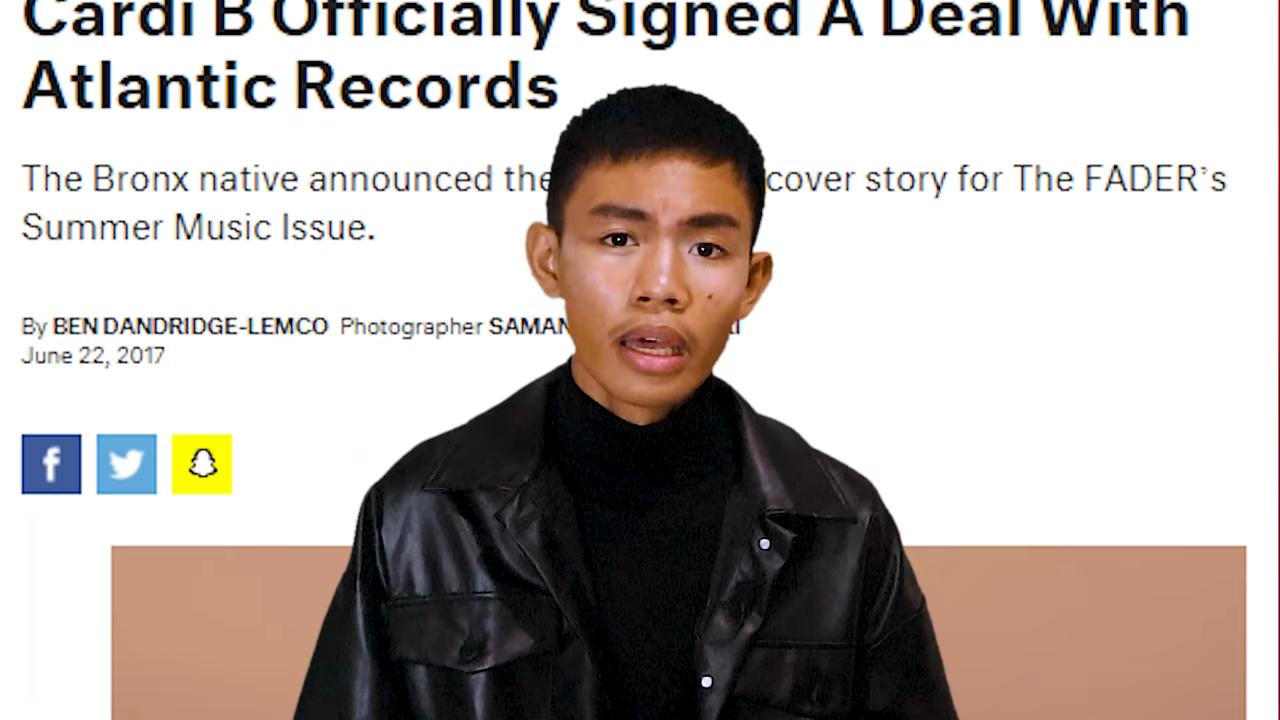 Cardi B Officially Signed A Deal With
Atlantic Records
The Bronx native announced the cover story for The FADER's
Summer Music Issue.
By BEN DANDRIDGE-LEMCO Photographer
June 22, 2017